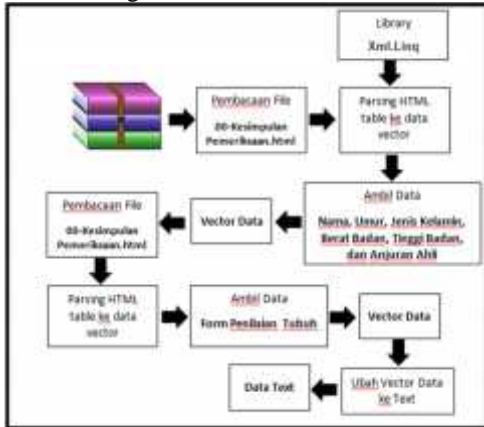 Library
Xml.Linq
Pembacaan File
00-Kesimpulan
Pemeriksaan.html
Parsing HTML
table ke data
vector
Ambil Data
Nama, Umur, Jenis Kelamin,
Berat Badan, Tinggi Badan,
dan Anjuran Ahli
Vector Data
Pembacaan File
00-Kesimpulan
Pemeriksaan.html
Parsing HTML
table ke data
vector
Ambil Data
Form Penilaian Tubuh
Vector Data
Ubah Vector Data
ke Text
Data Text